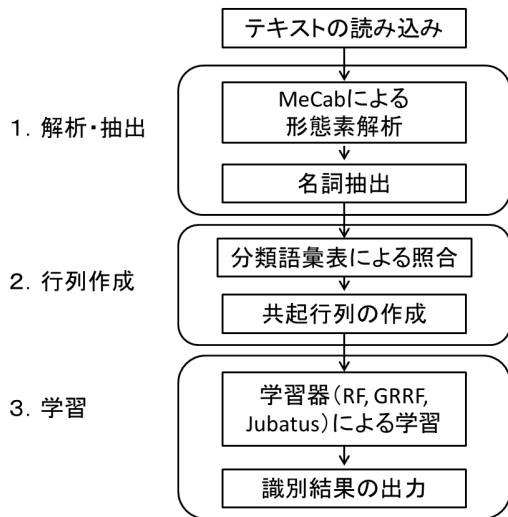 テキストの読み込み
1. 解析・抽出
MeCabによる
形態素解析
名詞抽出
2. 行列作成
分類語彙表による照合
共起行列の作成
3. 学習
学習器(RF, GRRF,
Jubatus)による学習
識別結果の出力